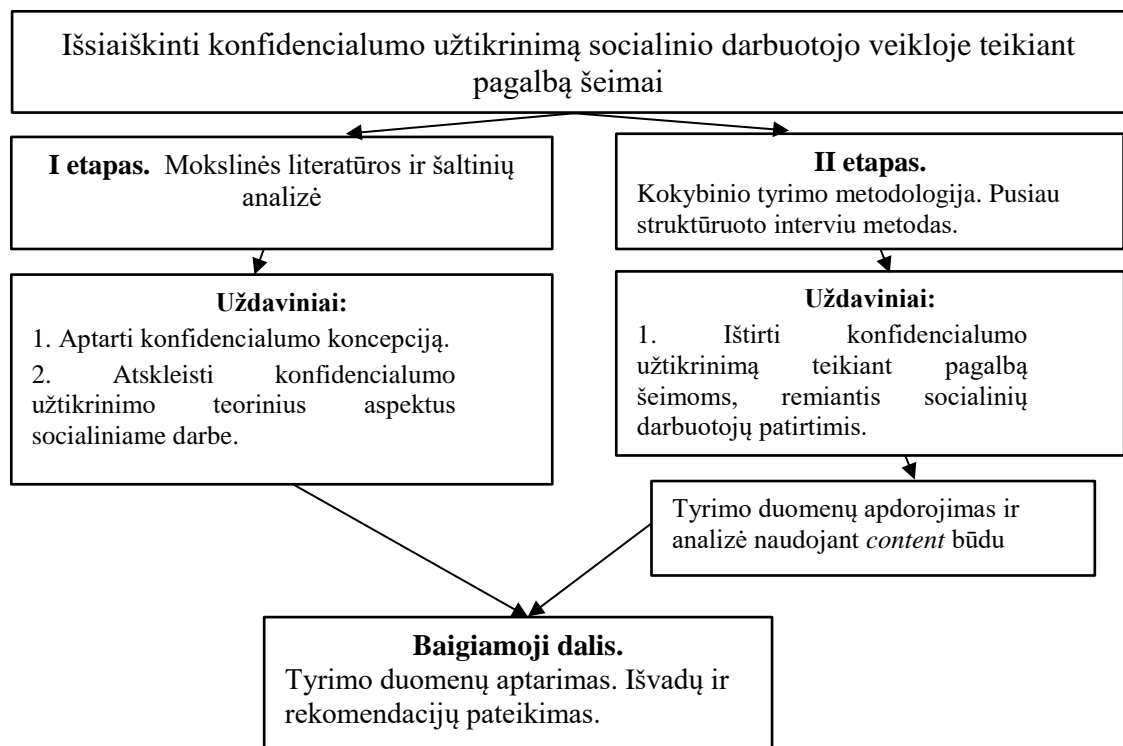 Išsiaiškinti konfidencialumo užtikrinimą socialinio darbuotojo veikloje teikiant
pagalbą šeimai
I etapas. Mokslinės literatūros ir šaltinių
analizė
II etapas.
Kokybinio tyrimo metodologija. Pusiau
struktūruoto interviu metodas.
Uždaviniai:
1. Aptarti konfidencialumo koncepciją.
2. Atskleisti konfidencialumo
užtikrinimo teorinius aspektus
socialiniame darbe.
Uždaviniai:
1. Ištirti konfidencialumo
užtikrinimą teikiant pagalbą
šeimoms, remiantis socialinių
darbuotojų patirtimis.
Tyrimo duomenų apdorojimas ir
analizė naudojant content būdu
Baigiamoji dalis.
Tyrimo duomenų aptarimas. Išvadų ir
rekomendacijų pateikimas.